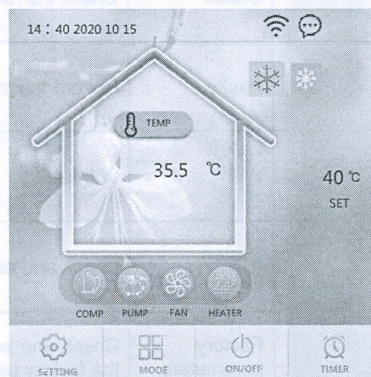 14 : 40 2020 10 15
TEMP
35.5 ℃
40 ℃
SET
COMP PUMP FAN HEATER
SETTING MODE ON/OFF TIMER